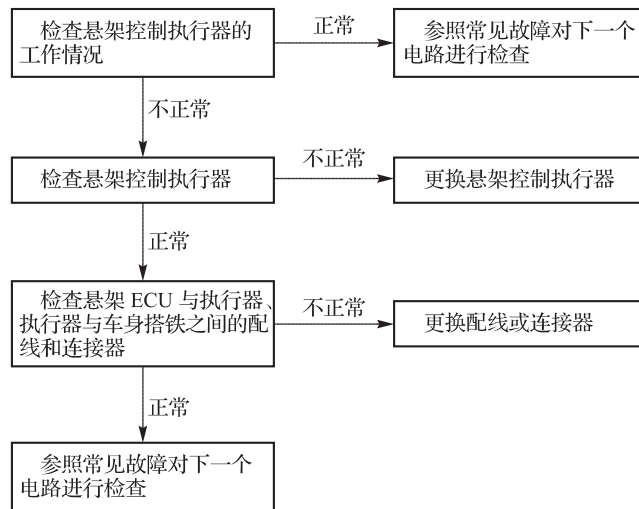 检查悬架控制执行器的
工作情况
正常
参照常见故障对下一个
电路进行检查
不正常
检查悬架控制执行器
不正常
更换悬架控制执行器
正常
检查悬架 ECU 与执行器、
执行器与车身搭铁之间的配
线和连接器
不正常
更换配线或连接器
正常
参照常见故障对下一个
电路进行检查